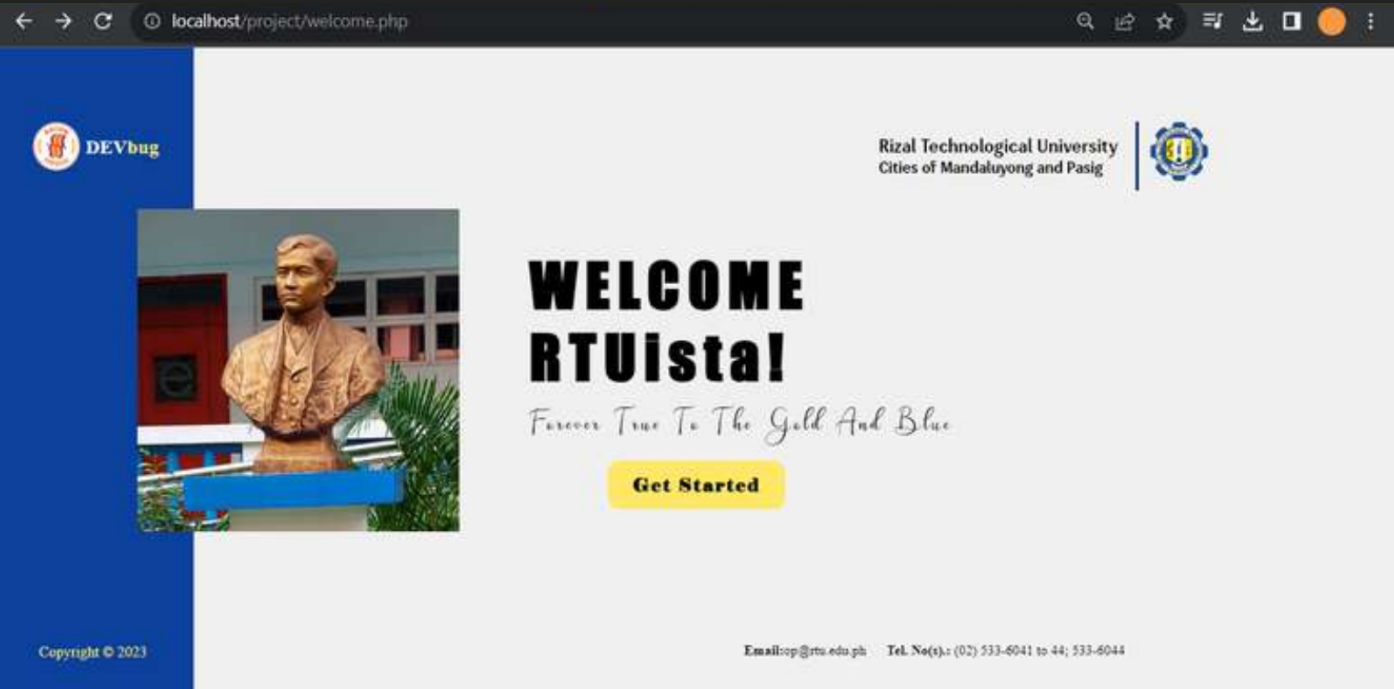 localhost/project/welcome.php
DEVbug
Rizal Technological University
Cities of Mandaluyong and Pasig
WELCOME
RTUista!
Forever True To The Gold And Blue
Get Started
Copyright © 2023
Email:op@rtu.edu.ph Tel. No(s).: (02) 533-6041 to 44; 533-6044